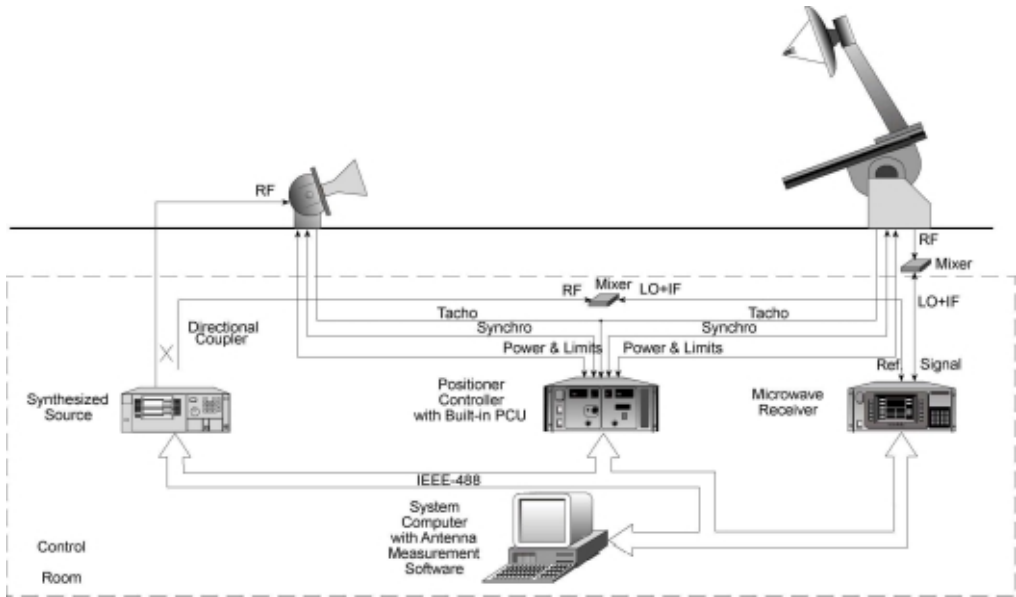 RF
RF
Mixer
Mixer
RF
LO+IF
LO+IF
Tacho
Tacho
Directional
Coupler
Synchro
Synchro
Power & Limits
Power & Limits
Ref.
Signal
Synthesized
Source
Positioner
Controller
with Built-in PCU
Microwave
Receiver
IEEE-488
System
Computer
with Antenna
Measurement
Software
Control
Room